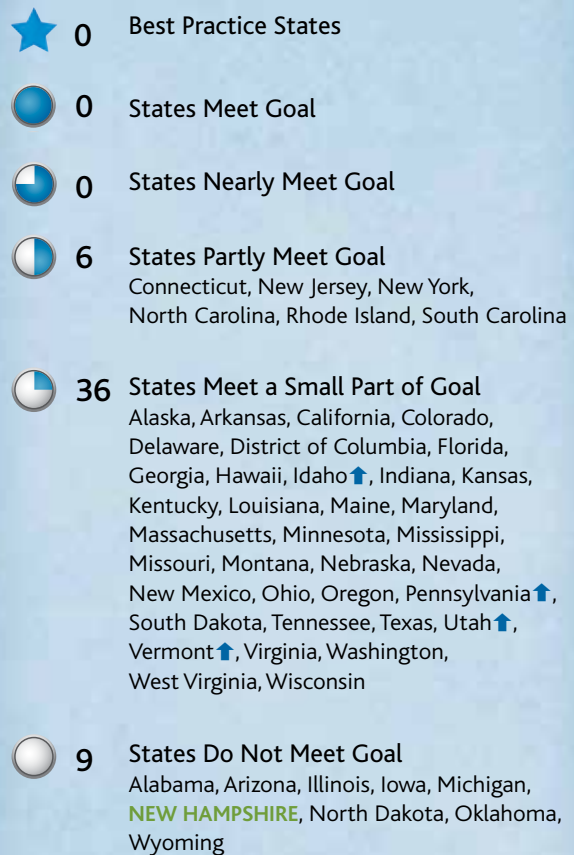 0 Best Practice States
0 States Meet Goal
0 States Nearly Meet Goal
6 States Partly Meet Goal
Connecticut, New Jersey, New York,
North Carolina, Rhode Island, South Carolina
36 States Meet a Small Part of Goal
Alaska, Arkansas, California, Colorado,
Delaware, District of Columbia, Florida,
Georgia, Hawaii, Idaho⬆, Indiana, Kansas,
Kentucky, Louisiana, Maine, Maryland,
Massachusetts, Minnesota, Mississippi,
Missouri, Montana, Nebraska, Nevada,
New Mexico, Ohio, Oregon, Pennsylvania⬆,
South Dakota, Tennessee, Texas, Utah⬆,
Vermont⬆, Virginia, Washington,
West Virginia, Wisconsin
9 States Do Not Meet Goal
Alabama, Arizona, Illinois, Iowa, Michigan,
NEW HAMPSHIRE, North Dakota, Oklahoma,
Wyoming